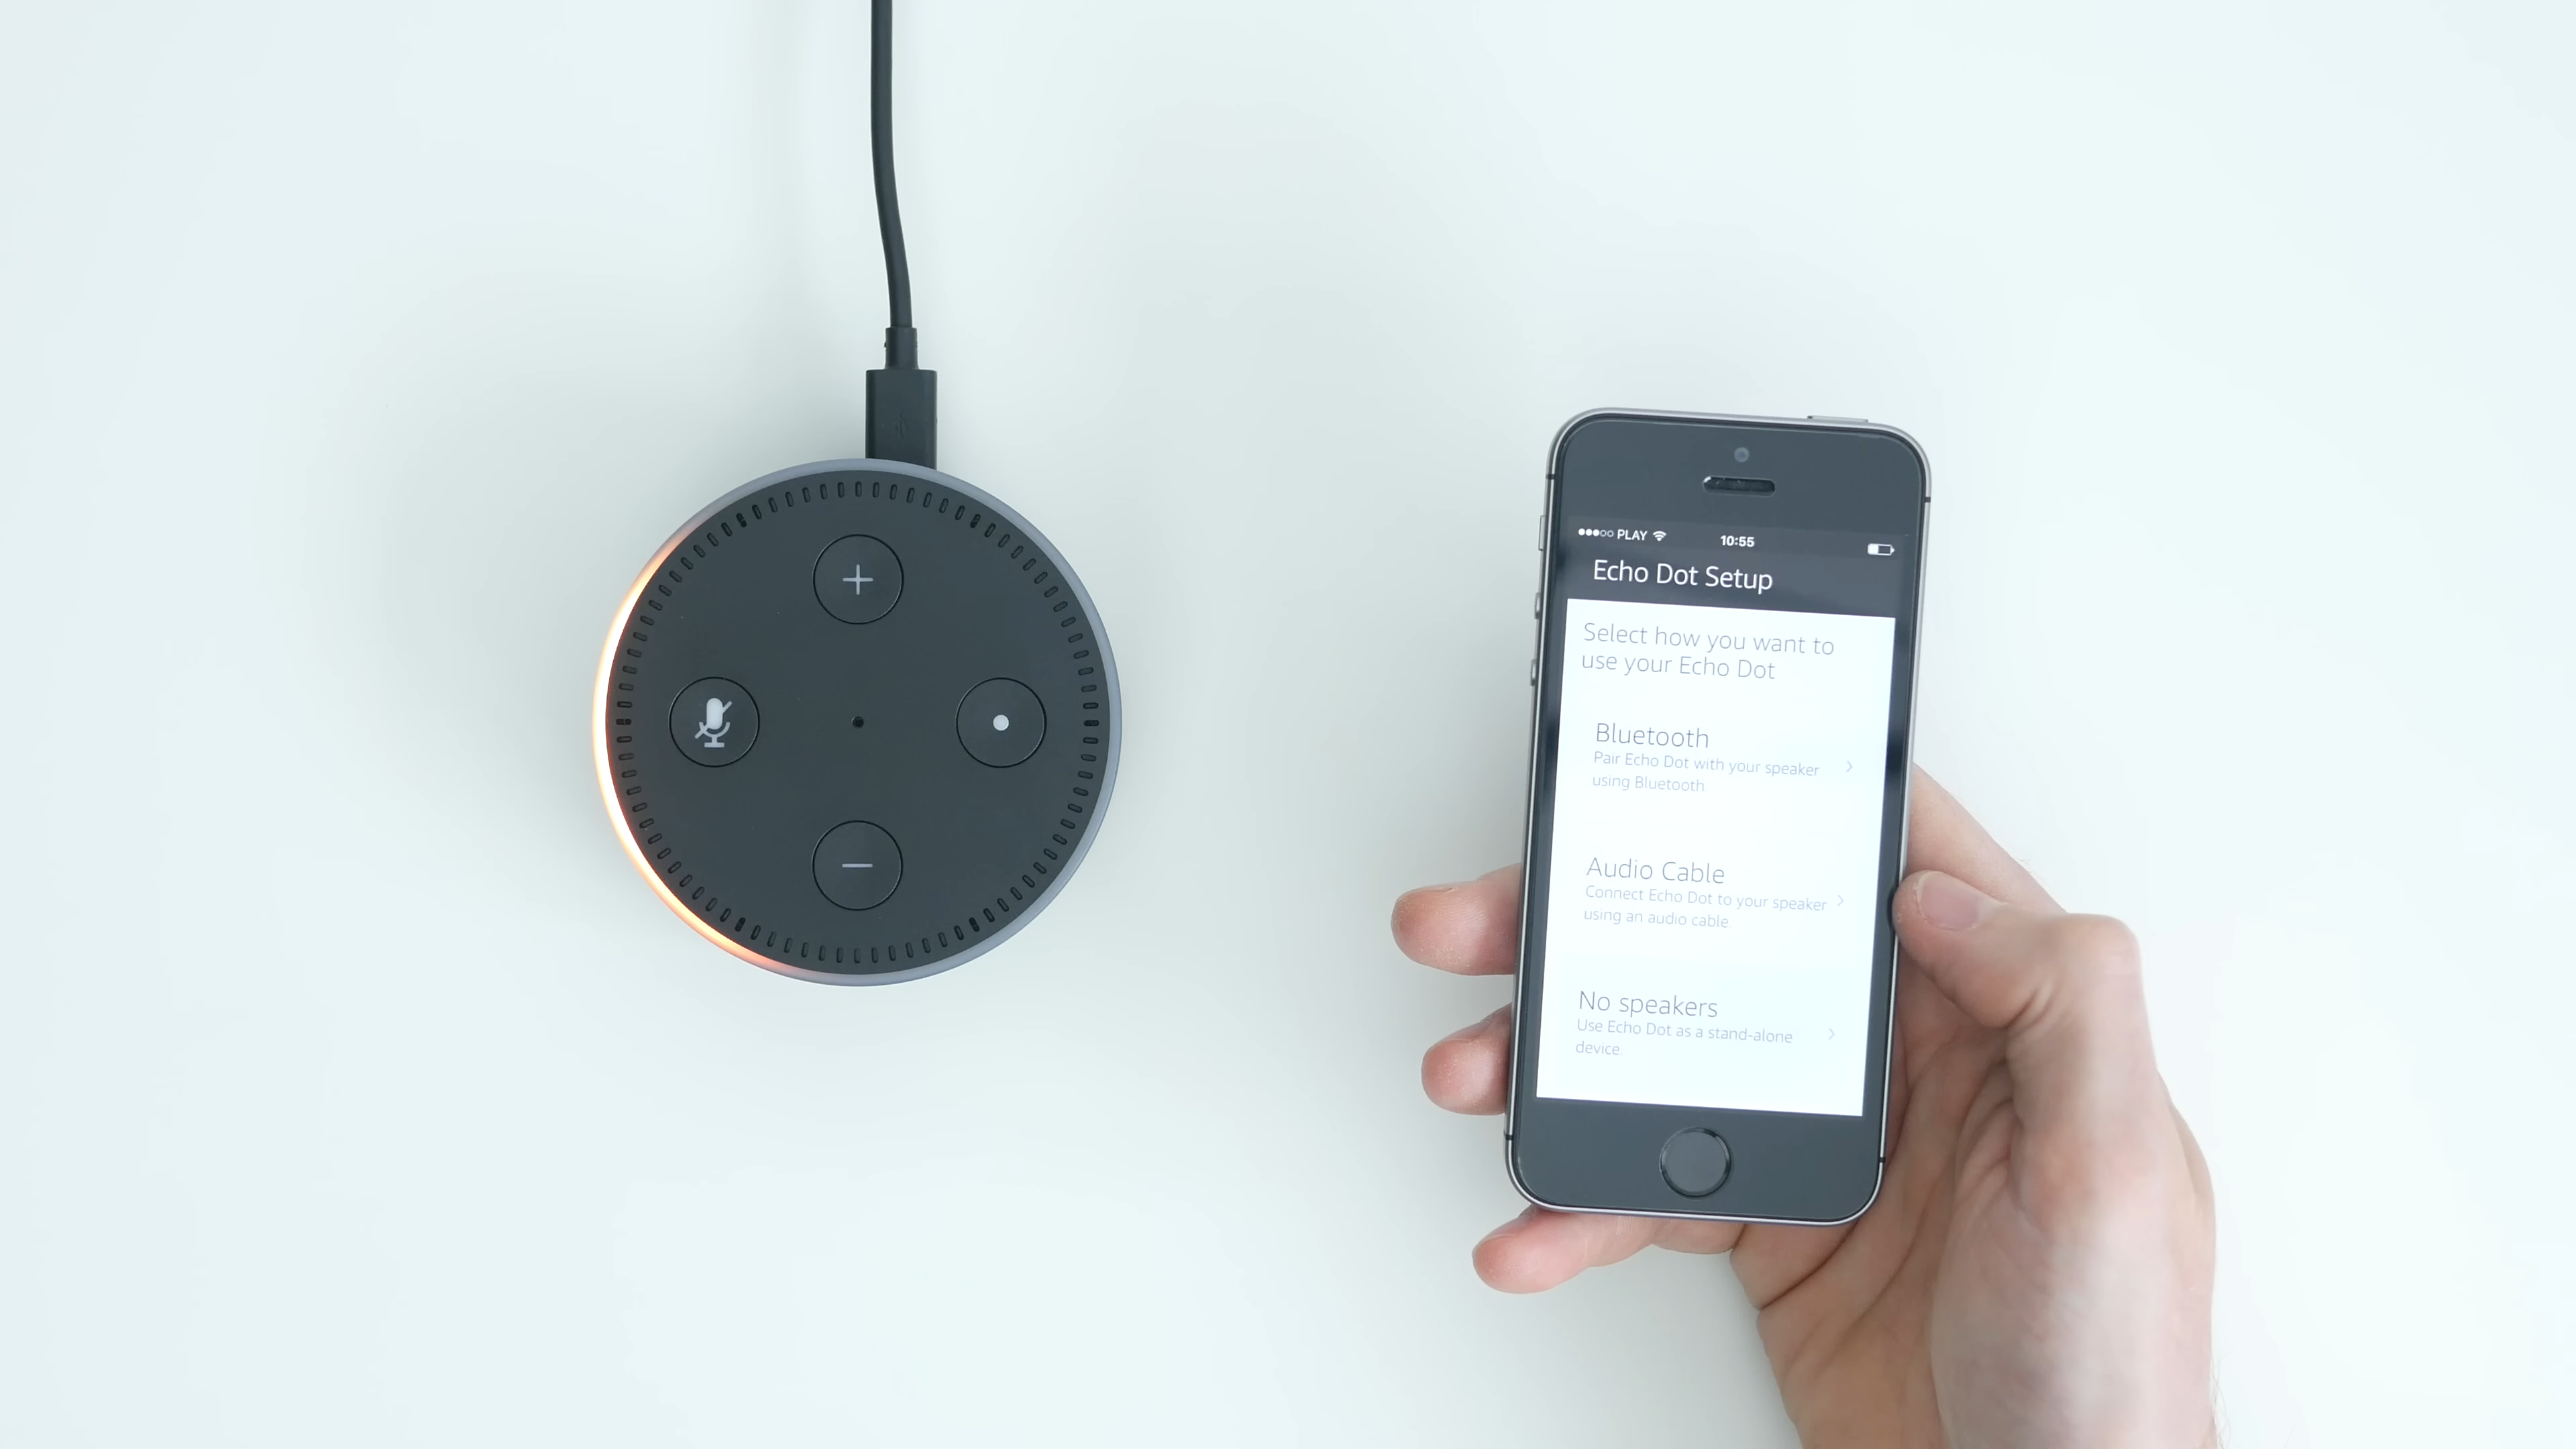 PLAY 10:55
Echo Dot Setup
Select how you want to
use your Echo Dot
Bluetooth
Pair Echo Dot with your speaker
using Bluetooth
Audio Cable
Connect Echo Dot to your speaker
using an audio cable.
No speakers
Use Echo Dot as a stand-alone
device